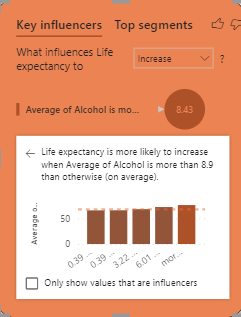 Key influencers Top segments
What influences Life
expectancy to
Increase
?
Average of Alcohol is mo...
8.43
Life expectancy is more likely to increase
when Average of Alcohol is more than 8.9
than otherwise (on average).
Average o...
50
0
0.39 ...
0.39 ...
3.22 ...
6.01 ...
mor...
Only show values that are influencers